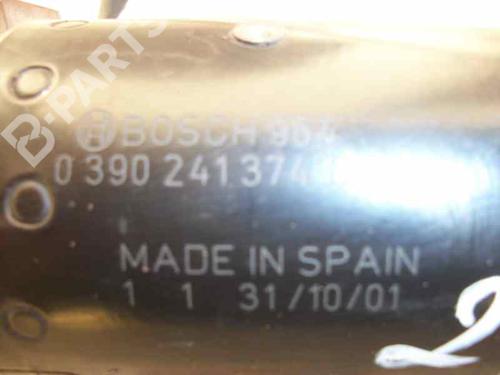 B-PARTS
BOSCH 964
0 390 241 374
MADE IN SPAIN
1 1 31/10/01
2